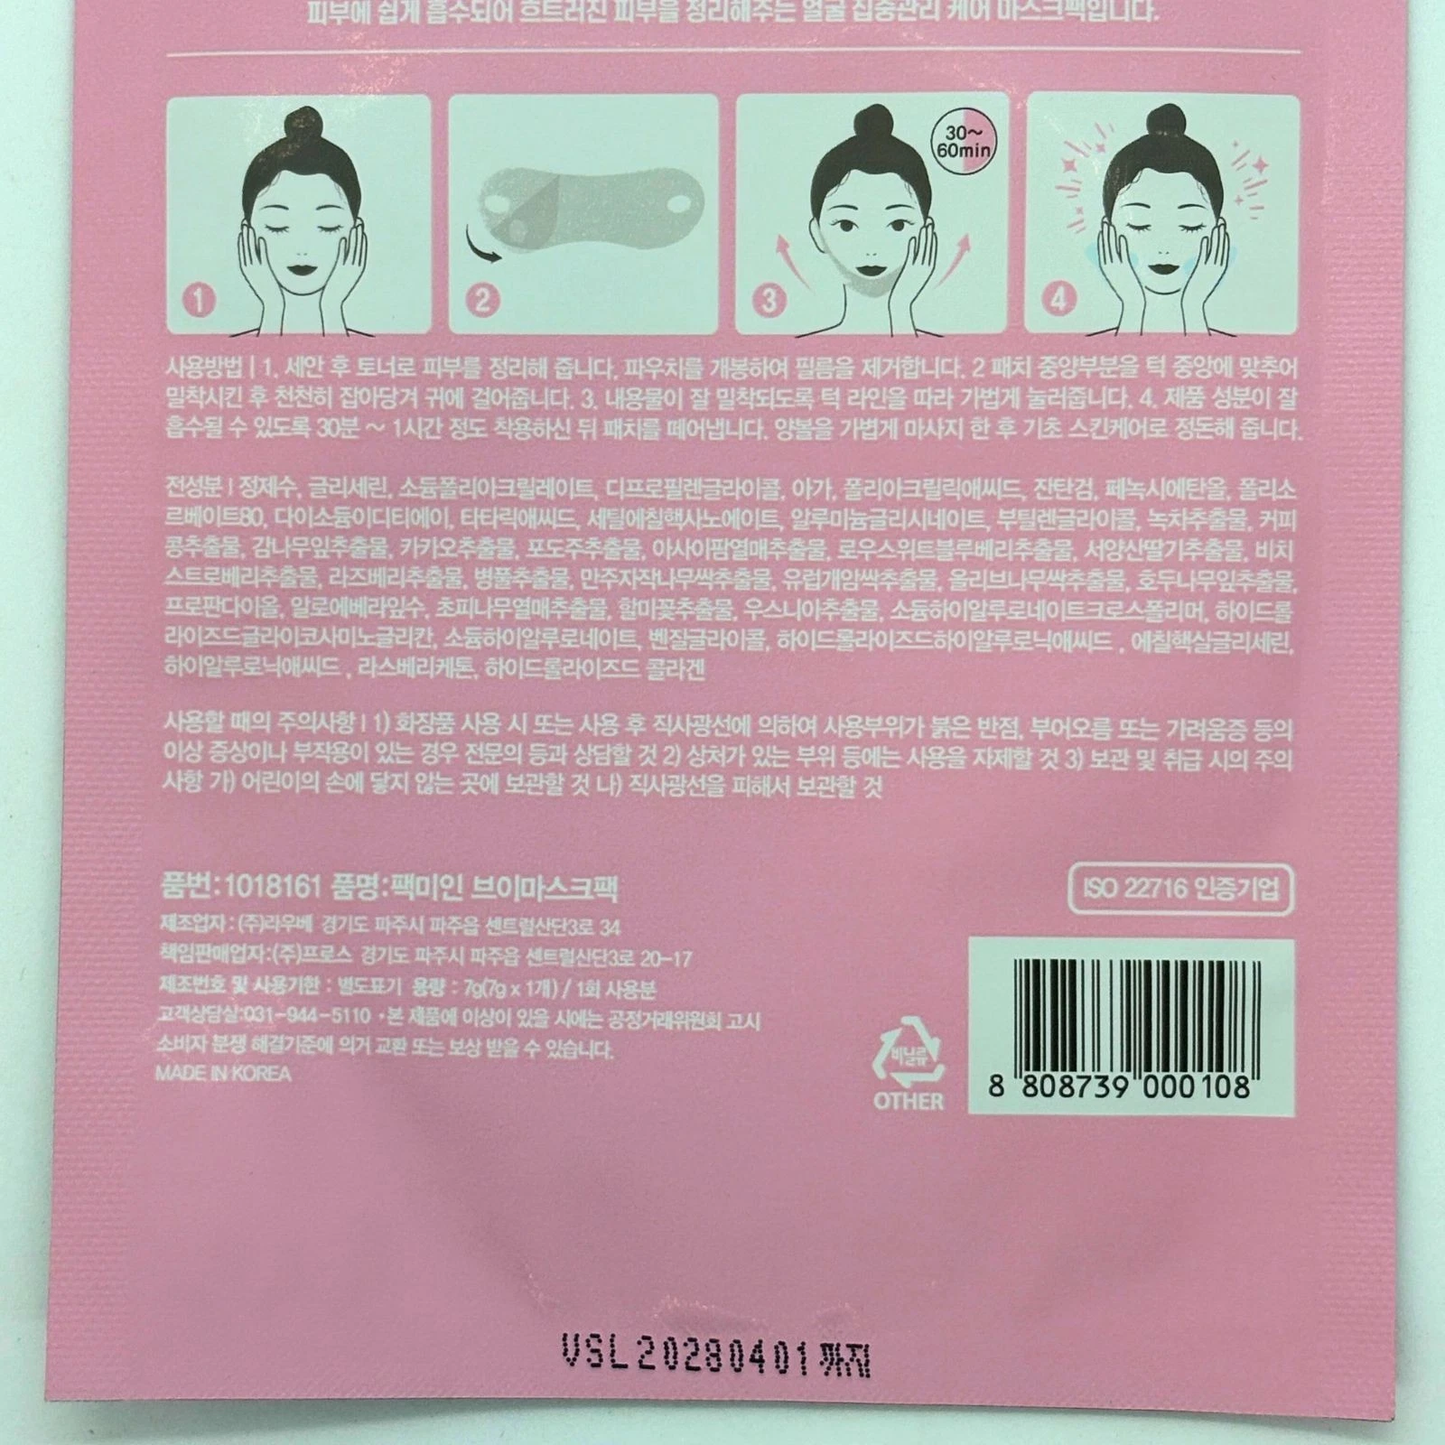 피부에 쉽게 흡수되어 흐트러진 피부을 정리해주는 얼굴 집중관리 케어 마스크팩입니다.
30~
60min
1
2
3
4
사용방법 | 1. 세안 후 토너로 피부를 정리해 줍니다. 파우치를 개봉하여 필름을 제거합니다. 2 패치 중앙부분을 턱 중앙에 맞추어
밀착시킨 후 천천히 잡아당겨 귀에 걸어줍니다. 3. 내용물이 잘 밀착되도록 턱 라인을 따라 가볍게 눌러줍니다. 4. 제품 성분이 잘
흡수될 수 있도록 30분 ~ 1시간 정도 착용하신 뒤 패치를 떼어냅니다. 양볼을 가볍게 마사지 한 후 기초 스킨케어로 정돈해 줍니다.
전성분 | 정제수, 글리세린, 소듐폴리아크릴레이트, 디프로필렌글라이콜, 아가, 폴리아크릴릭애씨드, 잔탄검, 페녹시에탄올, 폴리소
르베이트80, 다이소듐이디티에이, 타타릭애씨드, 세틸에칠헥사노에이트, 알루미늄글리시네이트, 부틸렌글라이콜, 녹차추출물, 커피
콩추출물, 감나무잎추출물, 카카오추출물, 포도주추출물, 아사이팜열매추출물, 로우스위트블루베리추출물, 서양산딸기추출물, 비치
스트로베리추출물, 라즈베리추출물, 병풀추출물, 만주자작나무싹추출물, 유럽개암싹추출물, 올리브나무싹추출물, 호두나무잎추출물,
프로판다이올, 알로에베라잎수, 초피나무열매추출물, 할미꽃추출물, 우스니아추출물, 소듐하이알루로네이트크로스폴리머, 하이드롤
라이즈드글라이코사미노글리칸, 소듐하이알루로네이트, 벤질글라이콜, 하이드롤라이즈드하이알루로닉애씨드 , 에칠헥실글리세린,
하이알루로닉애씨드 , 라스베리케톤, 하이드롤라이즈드 콜라겐
사용할 때의 주의사항 | 1) 화장품 사용 시 또는 사용 후 직사광선에 의하여 사용부위가 붉은 반점, 부어오름 또는 가려움증 등의
이상 증상이나 부작용이 있는 경우 전문의 등과 상담할 것 2) 상처가 있는 부위 등에는 사용을 자제할 것 3) 보관 및 취급 시의 주의
사항 가) 어린이의 손에 닿지 않는 곳에 보관할 것 나) 직사광선을 피해서 보관할 것
품번:1018161 품명:팩미인 브이마스크팩
제조업자 : (주)라우베 경기도 파주시 파주읍 센트럴산단3로 34
책임판매업자:(주)프로스 경기도 파주시 파주읍 센트럴산단3로 20-17
제조번호 및 사용기한 : 별도표기 용량 : 7g(7g x 1개) / 1회 사용분
고객상담실:031-944-5110 •본 제품에 이상이 있을 시에는 공정거래위원회 고시
소비자 분쟁 해결기준에 의거 교환 또는 보상 받을 수 있습니다.
MADE IN KOREA
ISO 22716 인증기업
비닐류
OTHER
8 808739 000108
VSL20280401까지